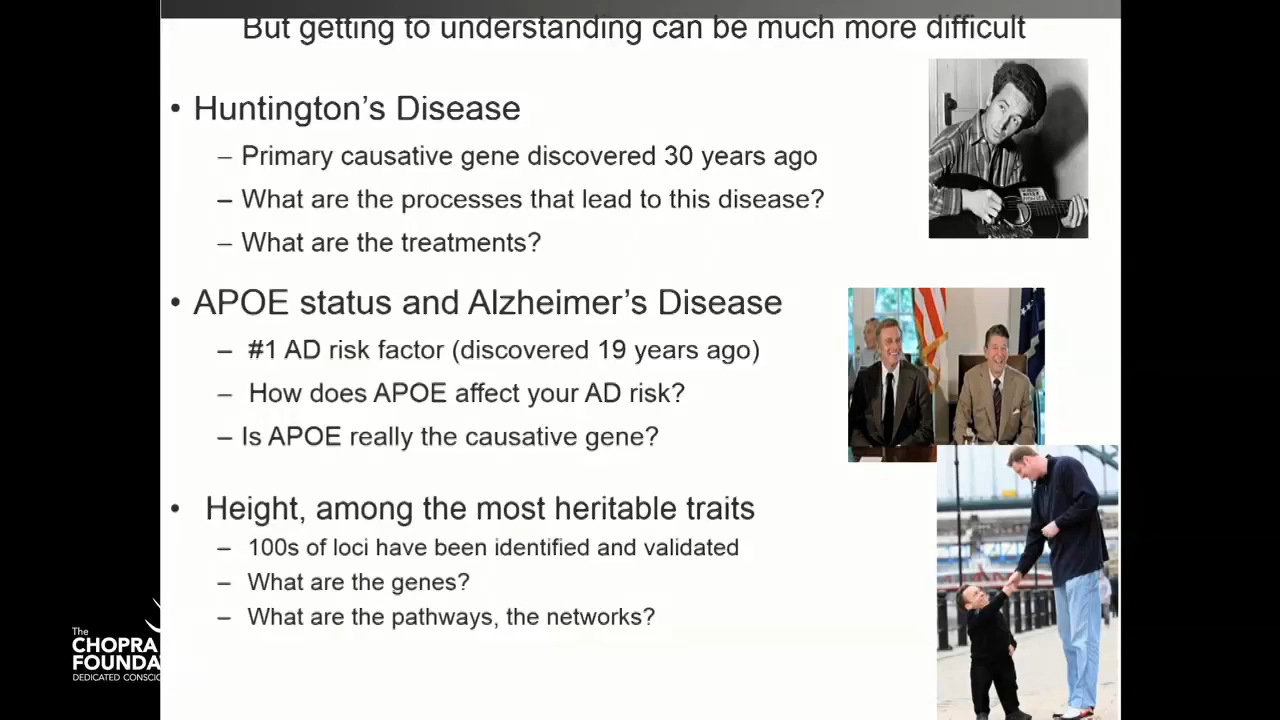 But getting to understanding can be much more difficult
• Huntington's Disease
– Primary causative gene discovered 30 years ago
– What are the processes that lead to this disease?
– What are the treatments?
• APOE status and Alzheimer's Disease
– #1 AD risk factor (discovered 19 years ago)
– How does APOE affect your AD risk?
– Is APOE really the causative gene?
• Height, among the most heritable traits
– 100s of loci have been identified and validated
– What are the genes?
– What are the pathways, the networks?
The
CHOPRA
FOUNDA
DEDICATED CONSCIO